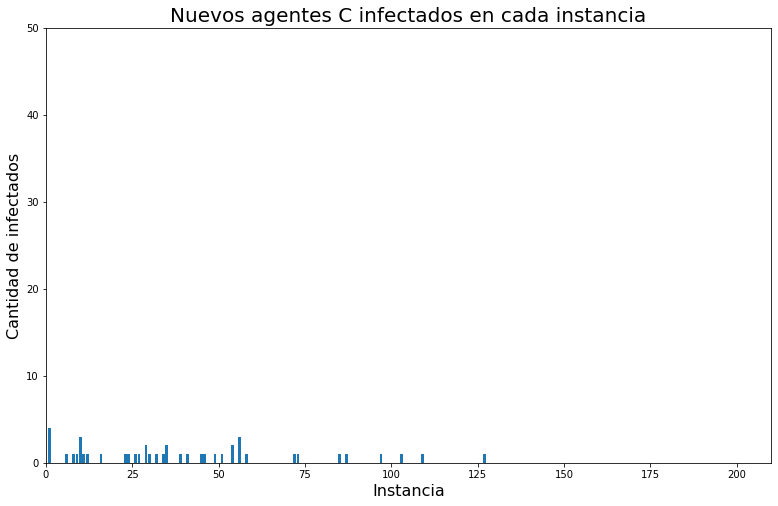 Nuevos agentes C infectados en cada instancia
50
40
30
20
10
0
Cantidad de infectados
0 25 50 75 100 125 150 175 200
Instancia